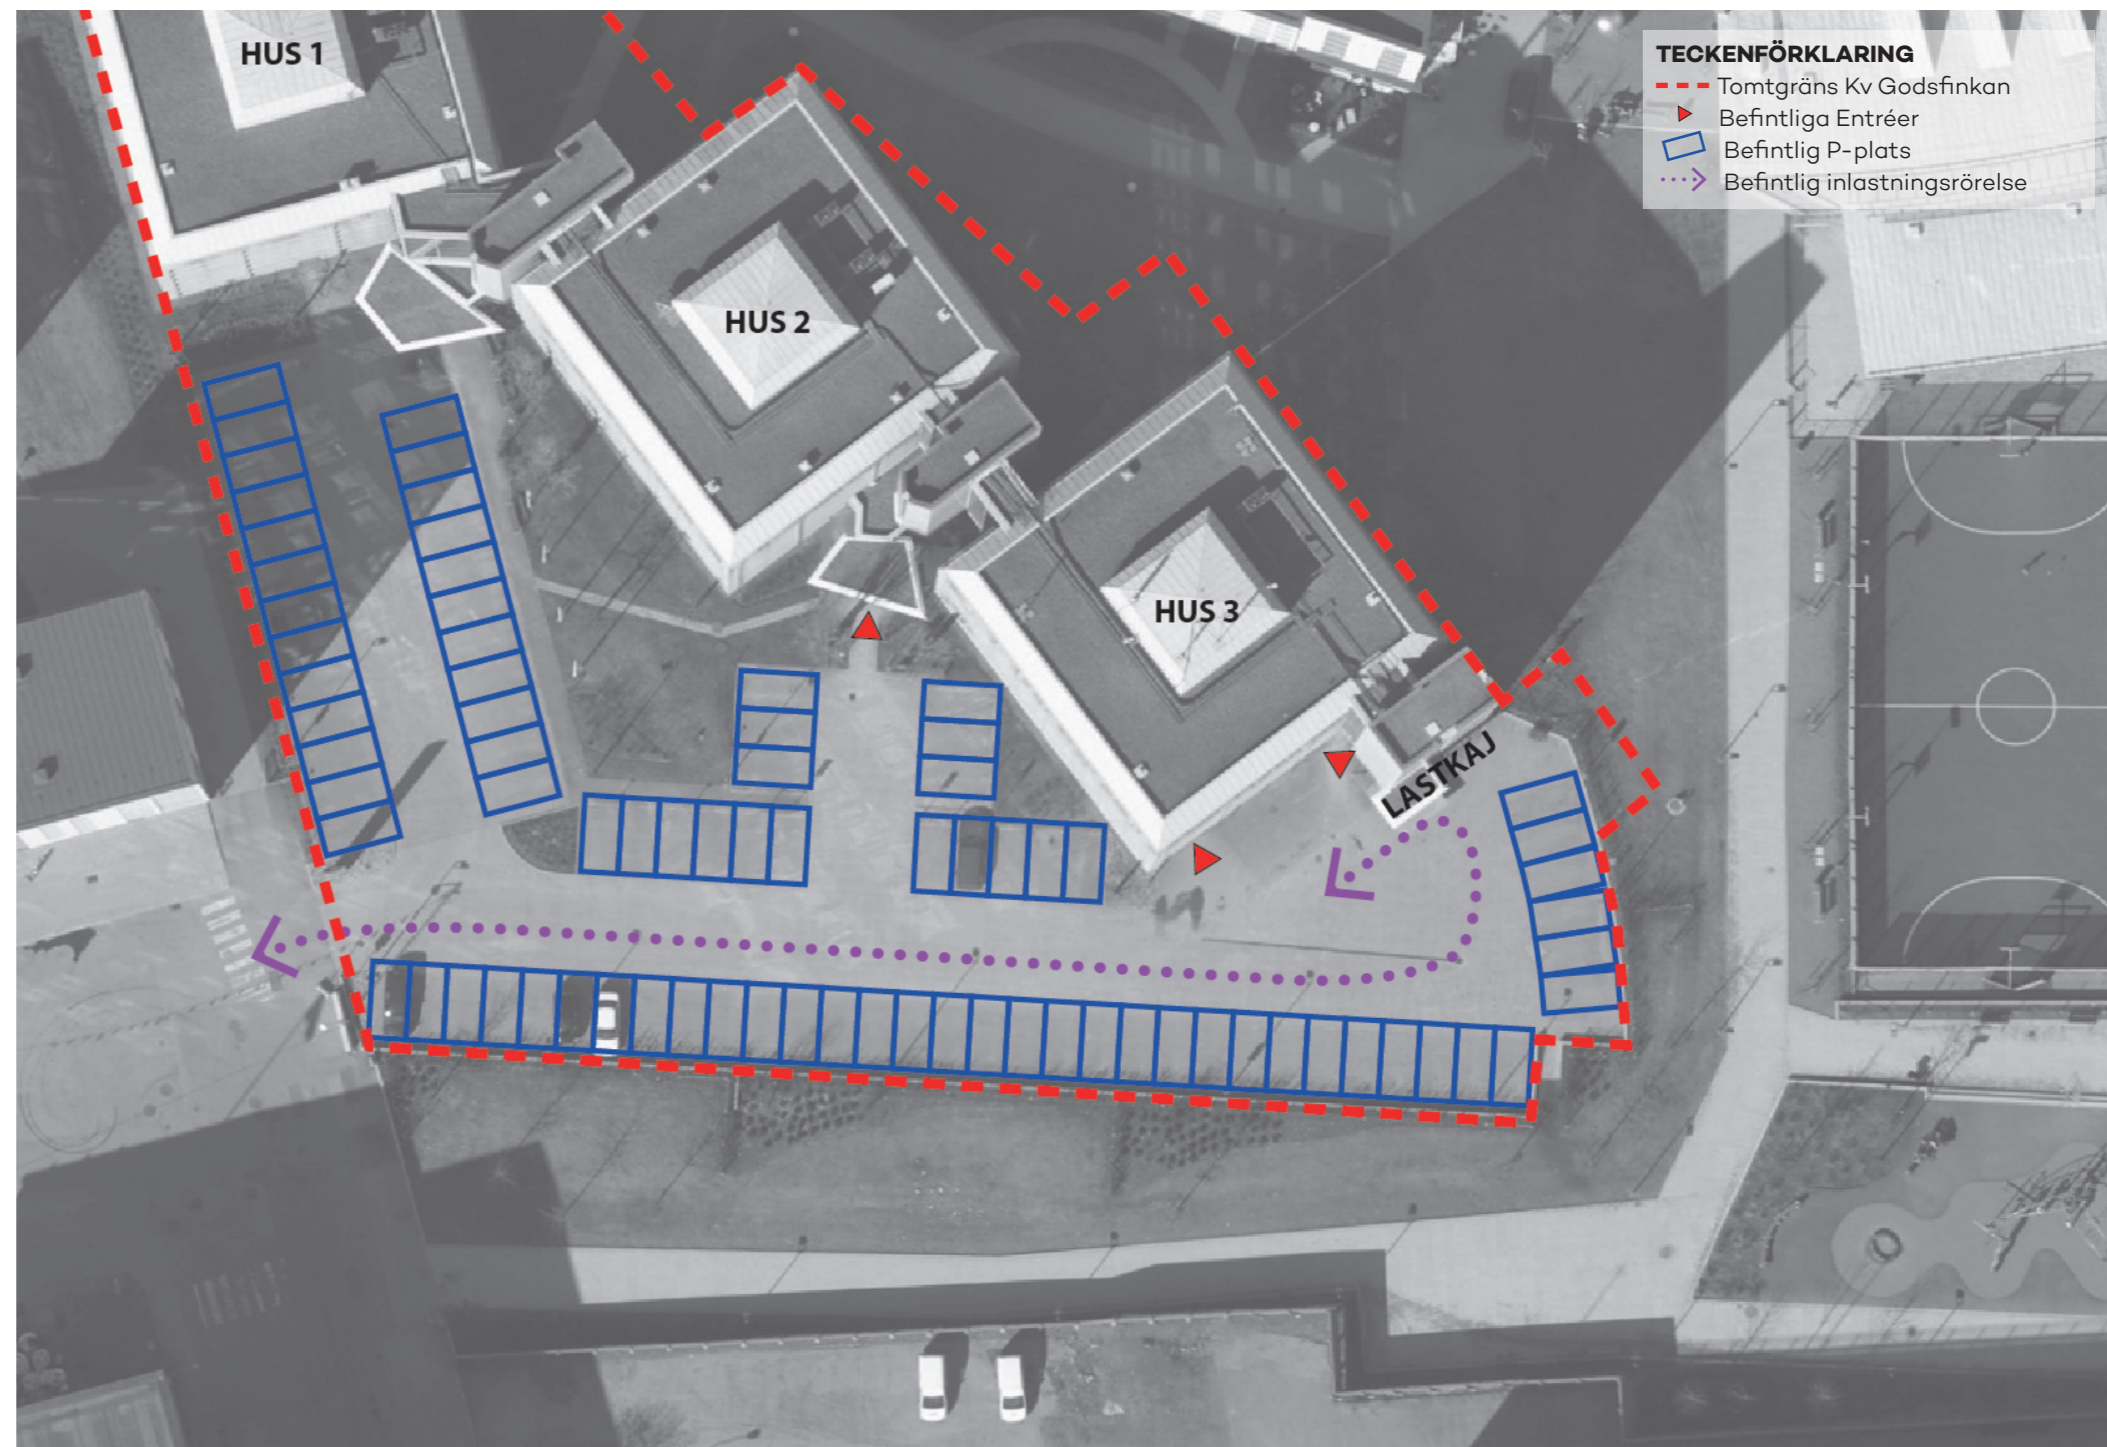 HUS 1
TECKENFÖRKLARING
Tomtgräns Kv Godsfinkan
Befintliga Entréer
Befintlig P-plats
Befintlig inlastningsrörelse
HUS 2
HUS 3
LASTKAJ